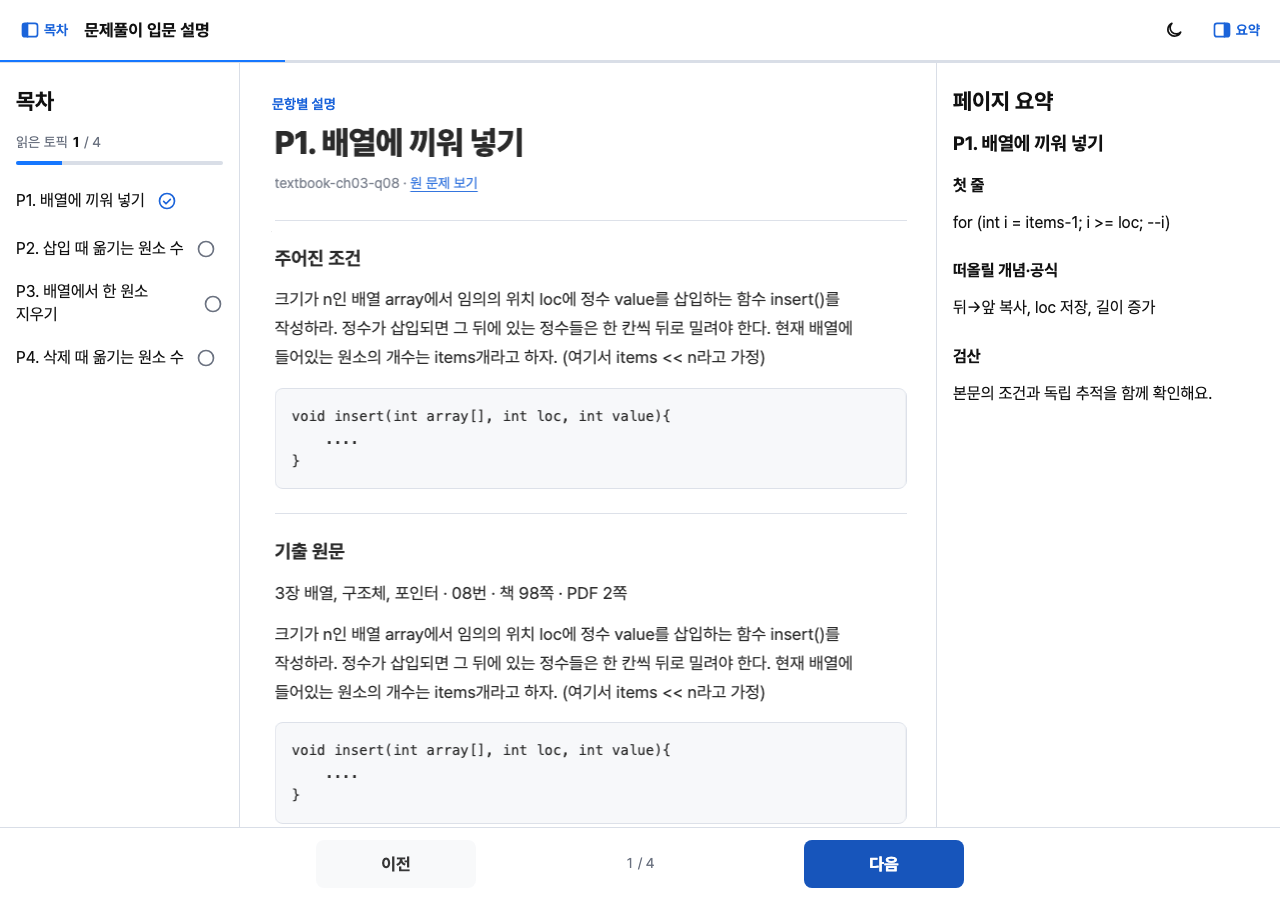 목차
문제풀이 입문 설명
요약
목차
읽은 토픽 1 / 4
P1. 배열에 끼워 넣기
P2. 삽입 때 옮기는 원소 수
P3. 배열에서 한 원소
지우기
P4. 삭제 때 옮기는 원소 수
문항별 설명
P1. 배열에 끼워 넣기
textbook-ch03-q08 · 원 문제 보기
주어진 조건
크기가 n인 배열 array에서 임의의 위치 loc에 정수 value를 삽입하는 함수 insert()를
작성하라. 정수가 삽입되면 그 뒤에 있는 정수들은 한 칸씩 뒤로 밀려야 한다. 현재 배열에
들어있는 원소의 개수는 items개라고 하자. (여기서 items << n라고 가정)
void insert(int array[], int loc, int value){
    ....
}
기출 원문
3장 배열, 구조체, 포인터 · 08번 · 책 98쪽 · PDF 2쪽
크기가 n인 배열 array에서 임의의 위치 loc에 정수 value를 삽입하는 함수 insert()를
작성하라. 정수가 삽입되면 그 뒤에 있는 정수들은 한 칸씩 뒤로 밀려야 한다. 현재 배열에
들어있는 원소의 개수는 items개라고 하자. (여기서 items << n라고 가정)
void insert(int array[], int loc, int value){
    ....
}
페이지 요약
P1. 배열에 끼워 넣기
첫 줄
for (int i = items-1; i >= loc; --i)
떠올릴 개념·공식
뒤→앞 복사, loc 저장, 길이 증가
검산
본문의 조건과 독립 추적을 함께 확인해요.
이전
1 / 4
다음